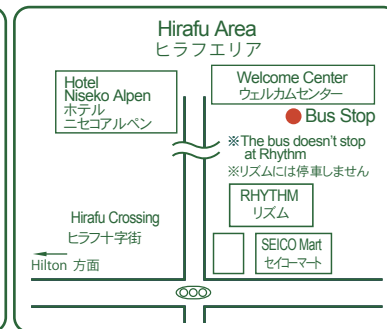 Hirafu Area
ヒラフエリア
Hotel
Niseko Alpen
ホテル
ニセコアルペン
Welcome Center
ウェルカムセンター
Bus Stop
※The bus doesn't stop
at Rhythm
※リズムには停車しません
RHYTHM
リズム
Hirafu Crossing
ヒラフ十字街
SEICO Mart
セイコーマート
Hilton 方面